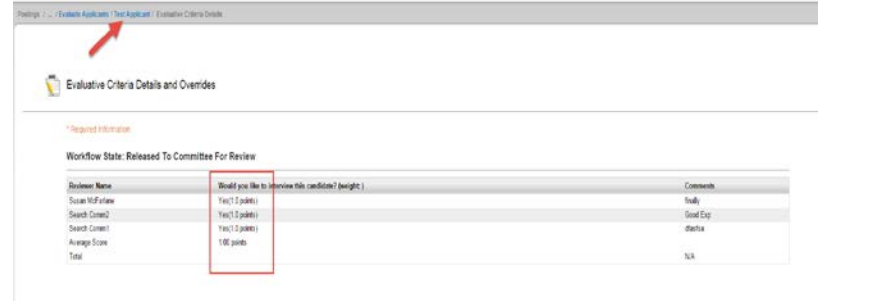 Postings / ... / Evaluate Applicants / Test Applicant / Evaluative Criteria Details...
Evaluative Criteria Details and Overrides
* Required Information
Workflow State: Released To Committee For Review
Reviewer Name Would you like to interview this candidate? (weight: ) Comments
Susan McFarlane Yes(1.0 points) finally
Search Comm2 Yes(1.0 points) Good Exp
Search Comm1 Yes(1.0 points)
Average Score 1.00 points
Total N/A